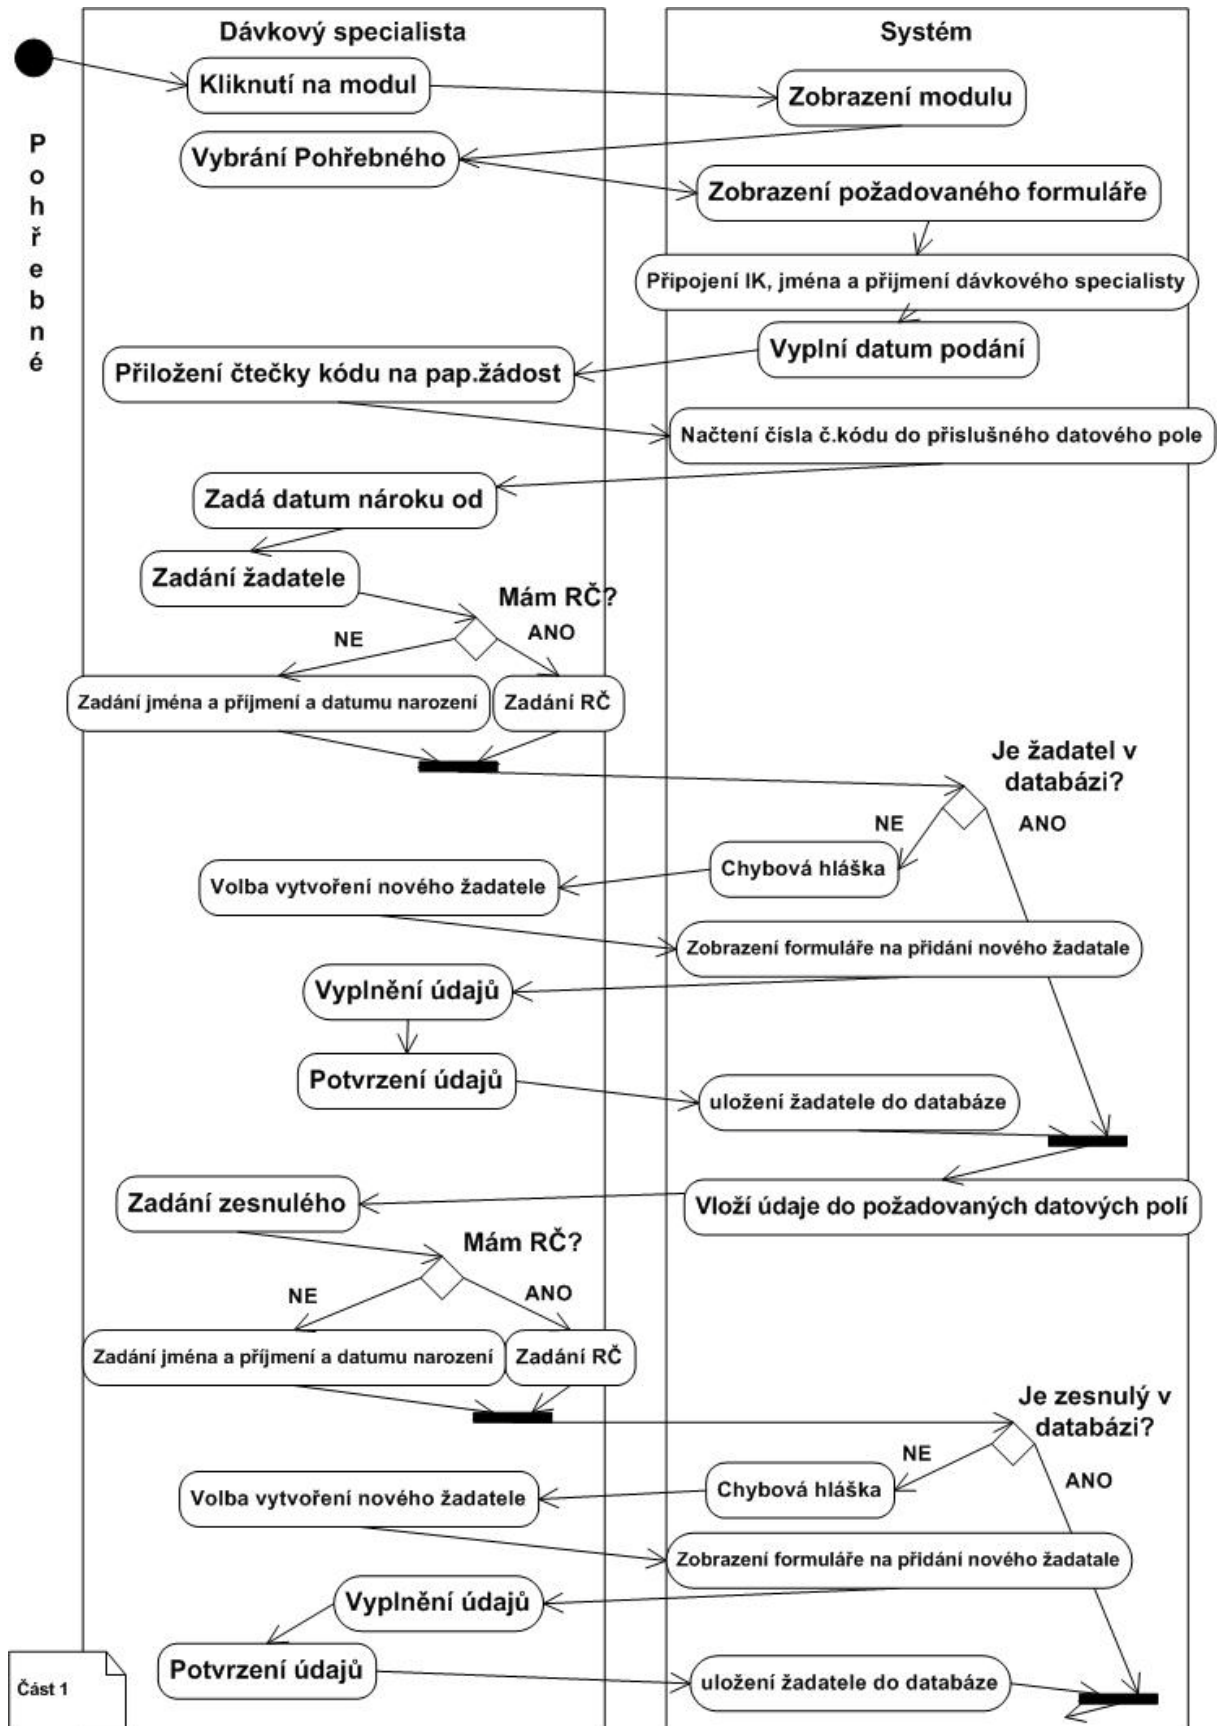 Dávkový specialista
Systém
Pohřebné
Kliknutí na modul
Zobrazení modulu
Vybrání Pohřebného
Zobrazení požadovaného formuláře
Připojení IK, jména a přijmení dávkového specialisty
Vyplní datum podání
Přiložení čtečky kódu na pap.žádost
Načtení čísla č.kódu do přislušného datového pole
Zadá datum nároku od
Zadání žadatele
Mám RČ?
NE
ANO
Zadání jména a příjmení a datumu narození
Zadání RČ
Je žadatel v
databázi?
NE
ANO
Chybová hláška
Volba vytvoření nového žadatele
Zobrazení formuláře na přidání nového žadatale
Vyplnění údajů
Potvrzení údajů
uložení žadatele do databáze
Vloží údaje do požadovaných datových polí
Zadání zesnulého
Mám RČ?
NE
ANO
Zadání jména a příjmení a datumu narození
Zadání RČ
Je zesnulý v
databázi?
NE
ANO
Chybová hláška
Volba vytvoření nového žadatele
Zobrazení formuláře na přidání nového žadatale
Vyplnění údajů
Potvrzení údajů
uložení žadatele do databáze
Část 1